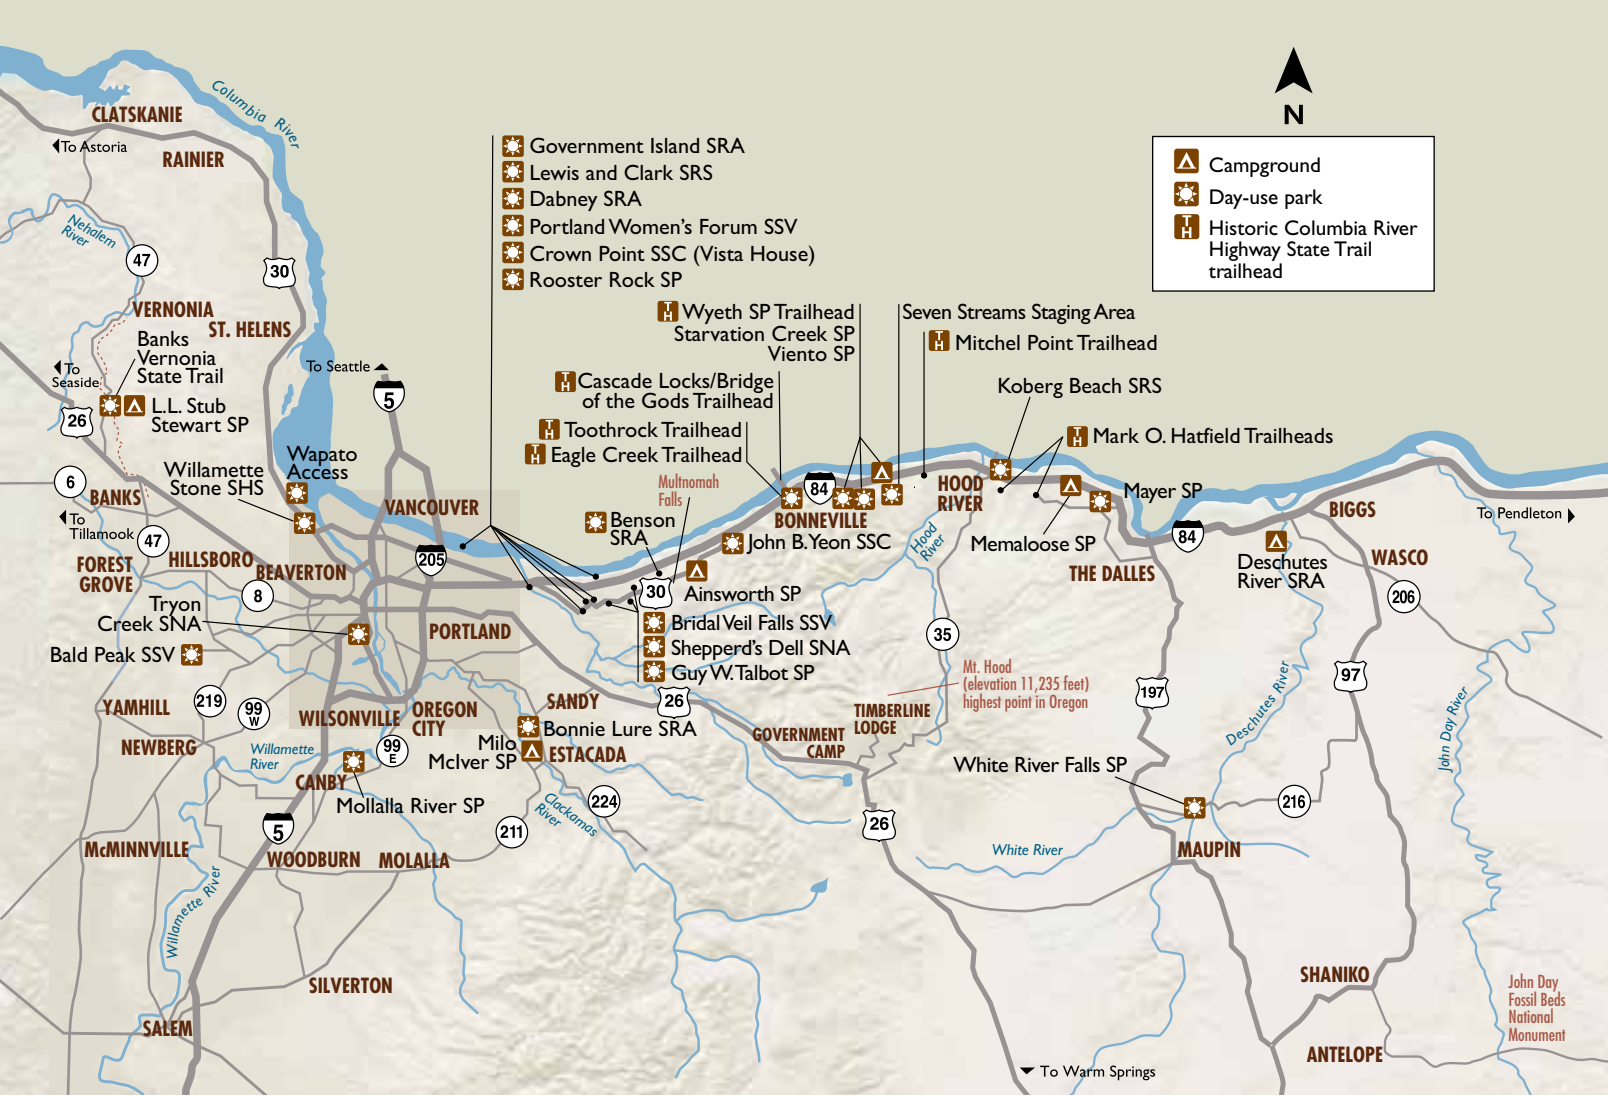 Columbia River
CLATSKANIE
To Astoria
RAINIER
Nehalem
River
47
30
VERNONIA
ST. HELENS
Banks
Vernonia
State Trail
To
Seaside
26
L.L. Stub
Stewart SP
To Seattle
5
Wapato
Access
Willamette
Stone SHS
6
BANKS
To
Tillamook
47
FOREST
GROVE
HILLSBORO
BEAVERTON
8
VANCOUVER
205
Tryon
Creek SNA
PORTLAND
Bald Peak SSV
219
99
W
YAMHILL
NEWBERG
WILSONVILLE
OREGON
CITY
99
E
Willamette
River
CANBY
Mollalla River SP
5
McMINNVILLE
WOODBURN
MOLALLA
Willamette River
SILVERTON
SALEM
Government Island SRA
Lewis and Clark SRS
Dabney SRA
Portland Women's Forum SSV
Crown Point SSC (Vista House)
Rooster Rock SP
T
H
Wyeth SP Trailhead
Starvation Creek SP
Viento SP
Seven Streams Staging Area
T
H
Mitchel Point Trailhead
T
H
Cascade Locks/Bridge
of the Gods Trailhead
T
H
Toothrock Trailhead
T
H
Eagle Creek Trailhead
Koberg Beach SRS
T
H
Mark O. Hatfield Trailheads
Multnomah
Falls
84
BONNEVILLE
HOOD
RIVER
Mayer SP
Benson
SRA
John B. Yeon SSC
Hood
River
Memaloose SP
THE DALLES
84
30
Ainsworth SP
Bridal Veil Falls SSV
Shepperd's Dell SNA
Guy W. Talbot SP
35
26
SANDY
Bonnie Lure SRA
Milo
McIver SP
ESTACADA
Clackamas
River
224
211
Mt. Hood
(elevation 11,235 feet)
highest point in Oregon
TIMBERLINE
LODGE
GOVERNMENT
CAMP
26
White River Falls SP
White River
MAUPIN
197
Deschutes River
216
97
John Day River
BIGGS
To Pendleton
WASCO
Deschutes
River SRA
206
SHANIKO
ANTELOPE
John Day
Fossil Beds
National
Monument
To Warm Springs
N
Campground
Day-use park
T
H
Historic Columbia River
Highway State Trail
trailhead